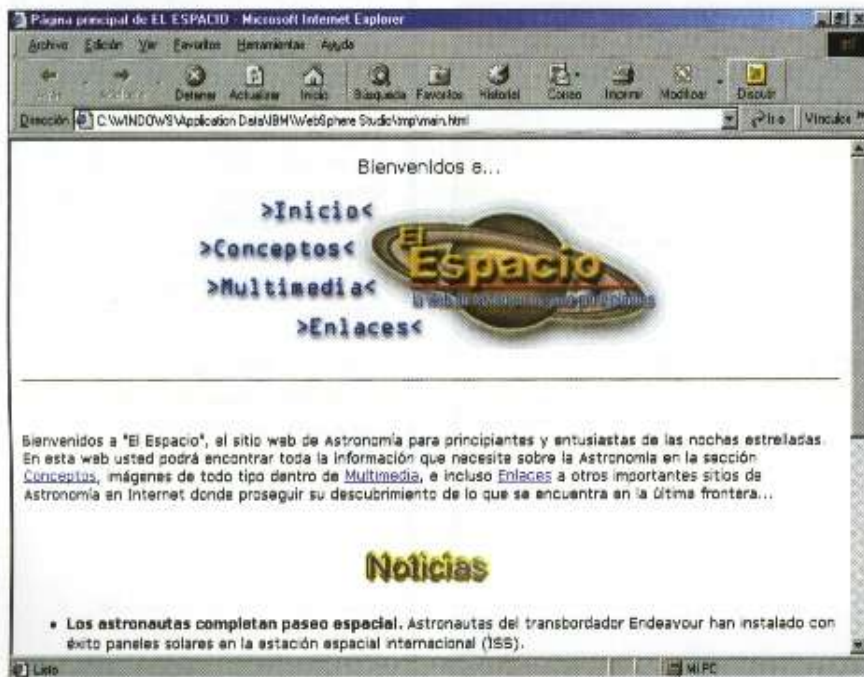 Página principal de EL ESPACIO - Microsoft Internet Explorer
Archivo Edición Ver Favoritos Herramientas Ayuda
Detener Actualizar Inicio Búsqueda Favoritos Historial Correo Imprimir Modificar Discutir
Dirección C:\WINDOWS\Application Data\IBM\WebSphere Studio\tmp\main.html Ir a Vínculos »
Bienvenidos a...
>Inicio<
>Conceptos<
>Multimedia<
>Enlaces<
El
Espacio
Bienvenidos a "El Espacio", el sitio web de Astronomía para principiantes y entusiastas de las noches estrelladas.
En esta web usted podrá encontrar toda la información que necesite sobre la Astronomía en la sección
Conceptos, imágenes de todo tipo dentro de Multimedia, e incluso Enlaces a otros importantes sitios de
Astronomía en Internet donde proseguir su descubrimiento de lo que se encuentra en la última frontera...
Noticias
• Los astronautas completan paseo espacial. Astronautas del transbordador Endeavour han instalado con
éxito paneles solares en la estación espacial internacional (ISS).
Listo Mi PC